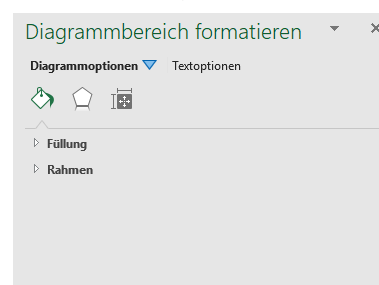 Diagrammbereich formatieren
Diagrammoptionen Textoptionen
Füllung
Rahmen